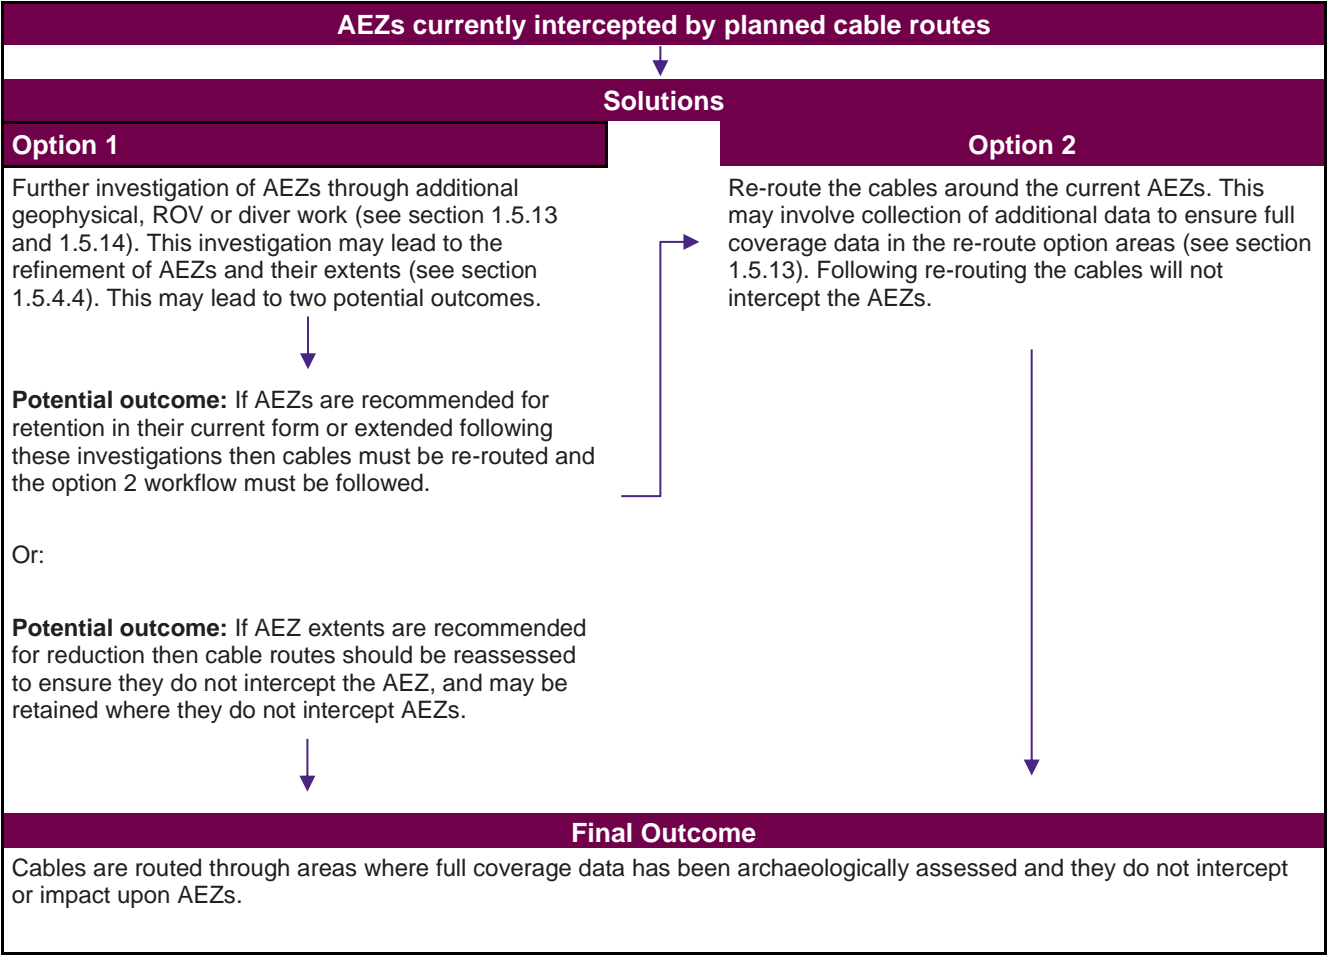 AEZs currently intercepted by planned cable routes
Solutions
Option 1
Further investigation of AEZs through additional
geophysical, ROV or diver work (see section 1.5.13
and 1.5.14). This investigation may lead to the
refinement of AEZs and their extents (see section
1.5.4.4). This may lead to two potential outcomes.
Potential outcome: If AEZs are recommended for
retention in their current form or extended following
these investigations then cables must be re-routed and
the option 2 workflow must be followed.
Or:
Potential outcome: If AEZ extents are recommended
for reduction then cable routes should be reassessed
to ensure they do not intercept the AEZ, and may be
retained where they do not intercept AEZs.
Option 2
Re-route the cables around the current AEZs. This
may involve collection of additional data to ensure full
coverage data in the re-route option areas (see section
1.5.13). Following re-routing the cables will not
intercept the AEZs.
Final Outcome
Cables are routed through areas where full coverage data has been archaeologically assessed and they do not intercept
or impact upon AEZs.